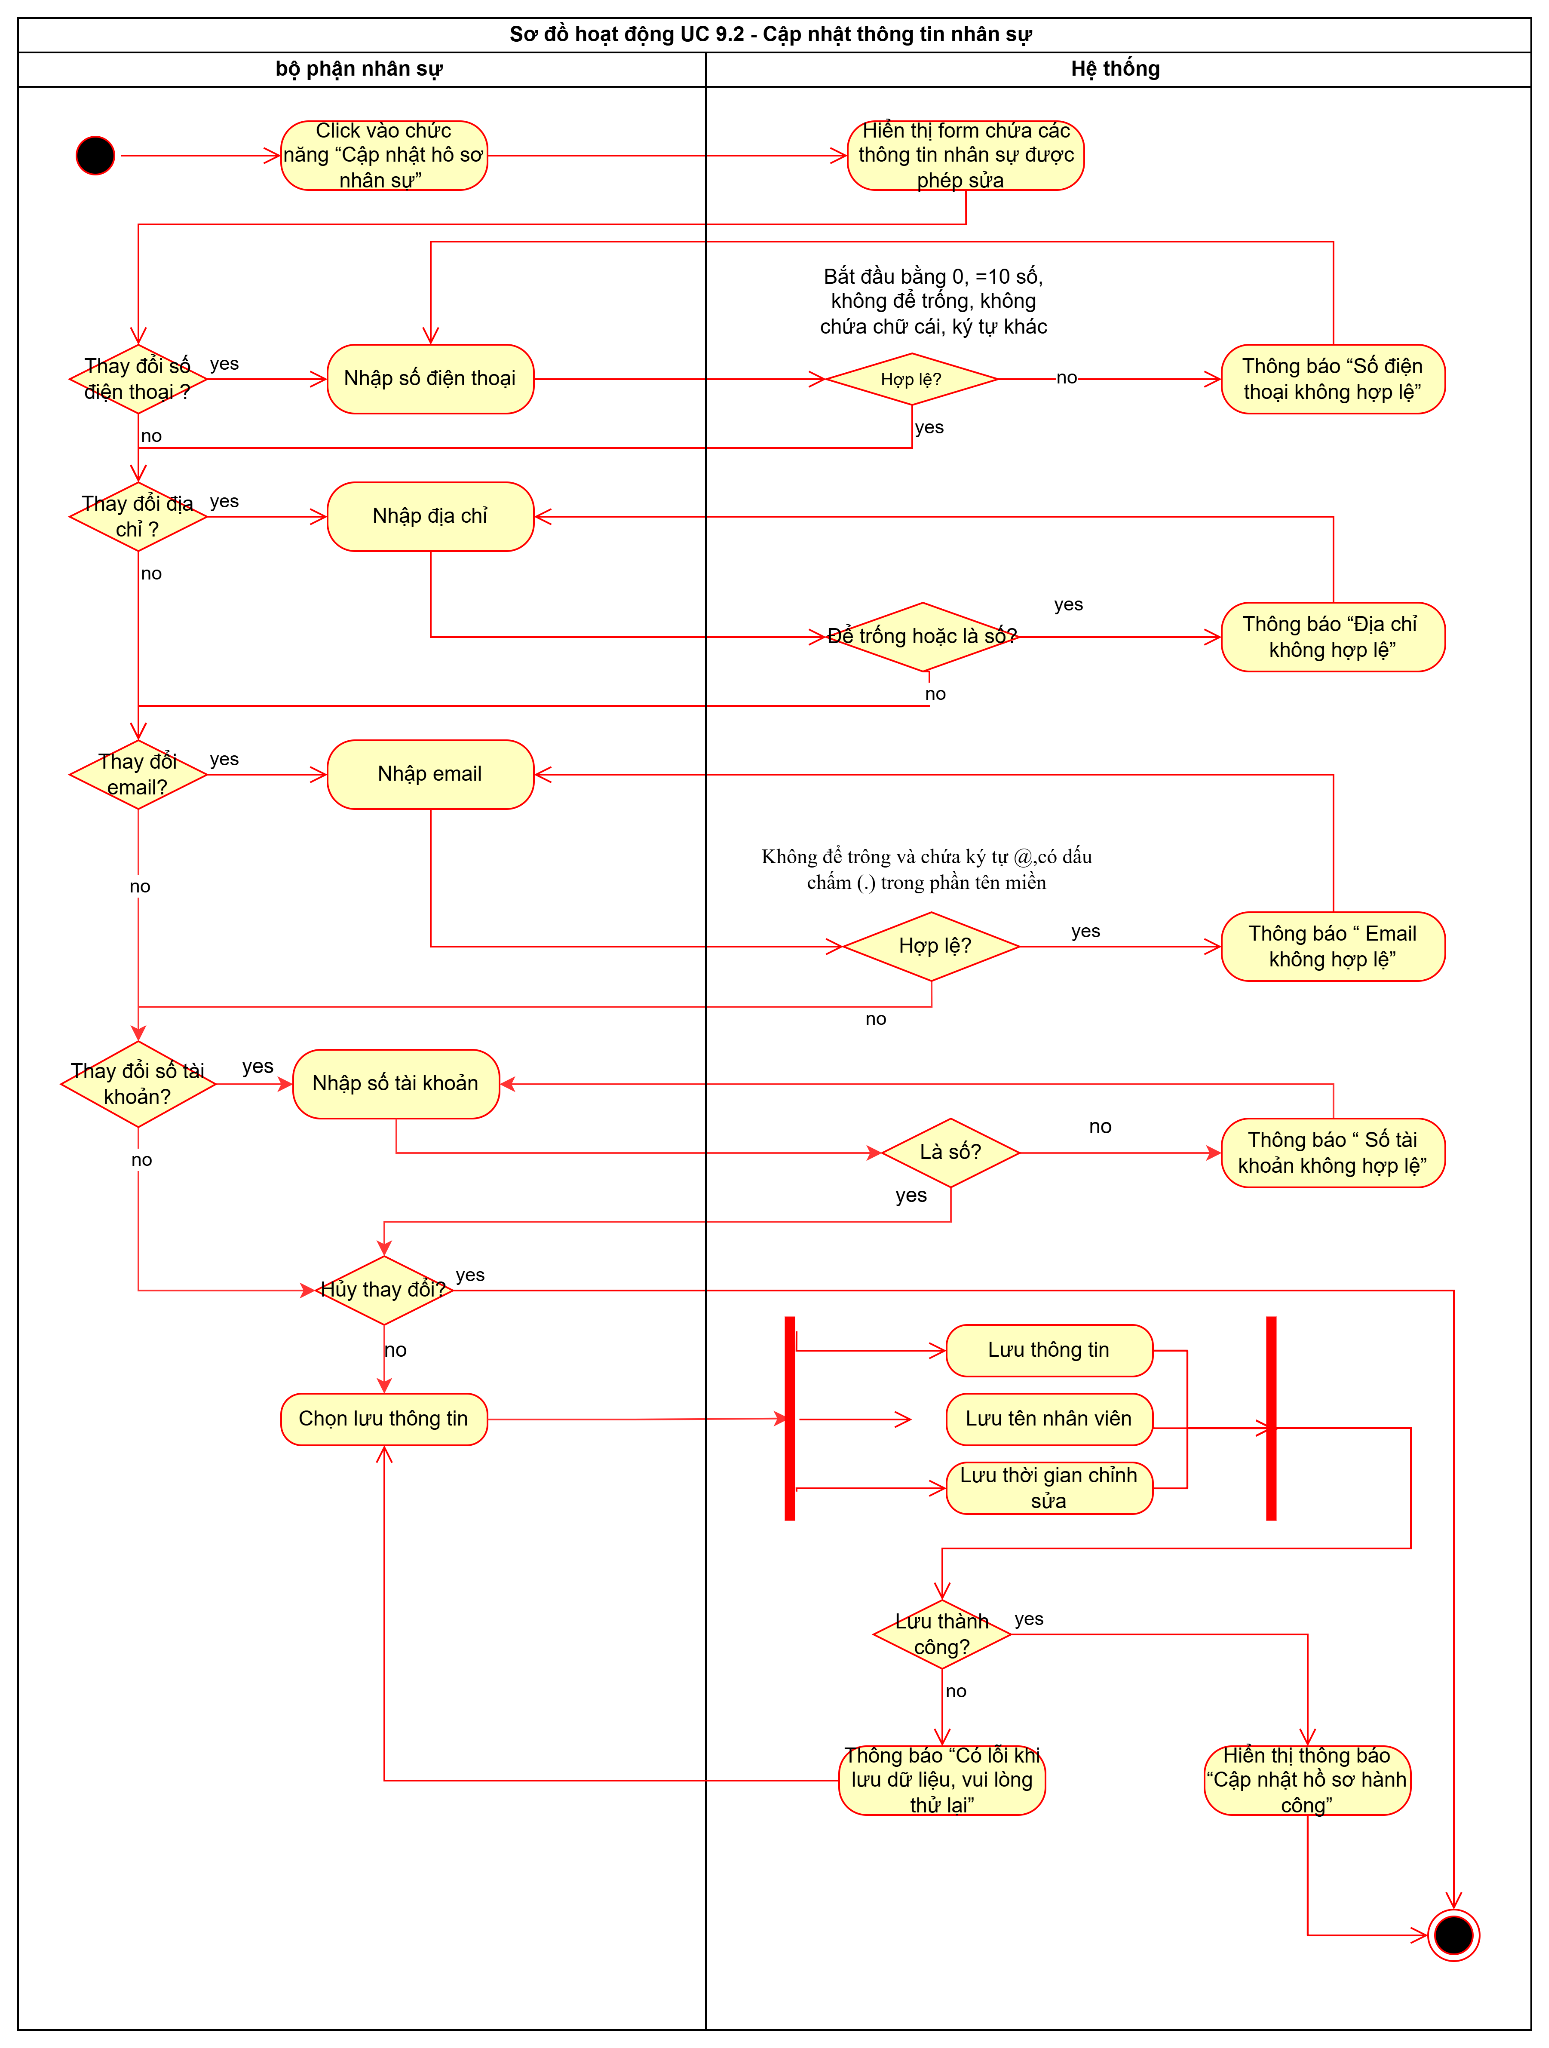 Sơ đồ hoạt động UC 9.2 - Cập nhật thông tin nhân sự
bộ phận nhân sự
Hệ thống
Click vào chức
năng “Cập nhật hồ sơ
nhân sự”
Hiển thị form chứa các
thông tin nhân sự được
phép sửa
Bắt đầu bằng 0, =10 số,
không để trống, không
chứa chữ cái, ký tự khác
Thay đổi số
điện thoại ?
yes
Nhập số điện thoại
Hợp lệ?
no
Thông báo “Số điện
thoại không hợp lệ”
no
yes
Thay đổi địa
chỉ ?
yes
Nhập địa chỉ
no
Để trống hoặc là số?
yes
Thông báo “Địa chỉ
không hợp lệ”
no
Thay đổi
email?
yes
Nhập email
Không để trông và chứa ký tự @,có dấu
chấm (.) trong phần tên miền
no
Hợp lệ?
yes
Thông báo “ Email
không hợp lệ”
no
Thay đổi số tài
khoản?
yes
Nhập số tài khoản
no
Là số?
no
Thông báo “ Số tài
khoản không hợp lệ”
yes
Hủy thay đổi?
yes
no
Chọn lưu thông tin
Lưu thông tin
Lưu tên nhân viên
Lưu thời gian chỉnh
sửa
Lưu thành
công?
yes
no
Thông báo “Có lỗi khi
lưu dữ liệu, vui lòng
thử lại”
Hiển thị thông báo
“Cập nhật hồ sơ hành
công”